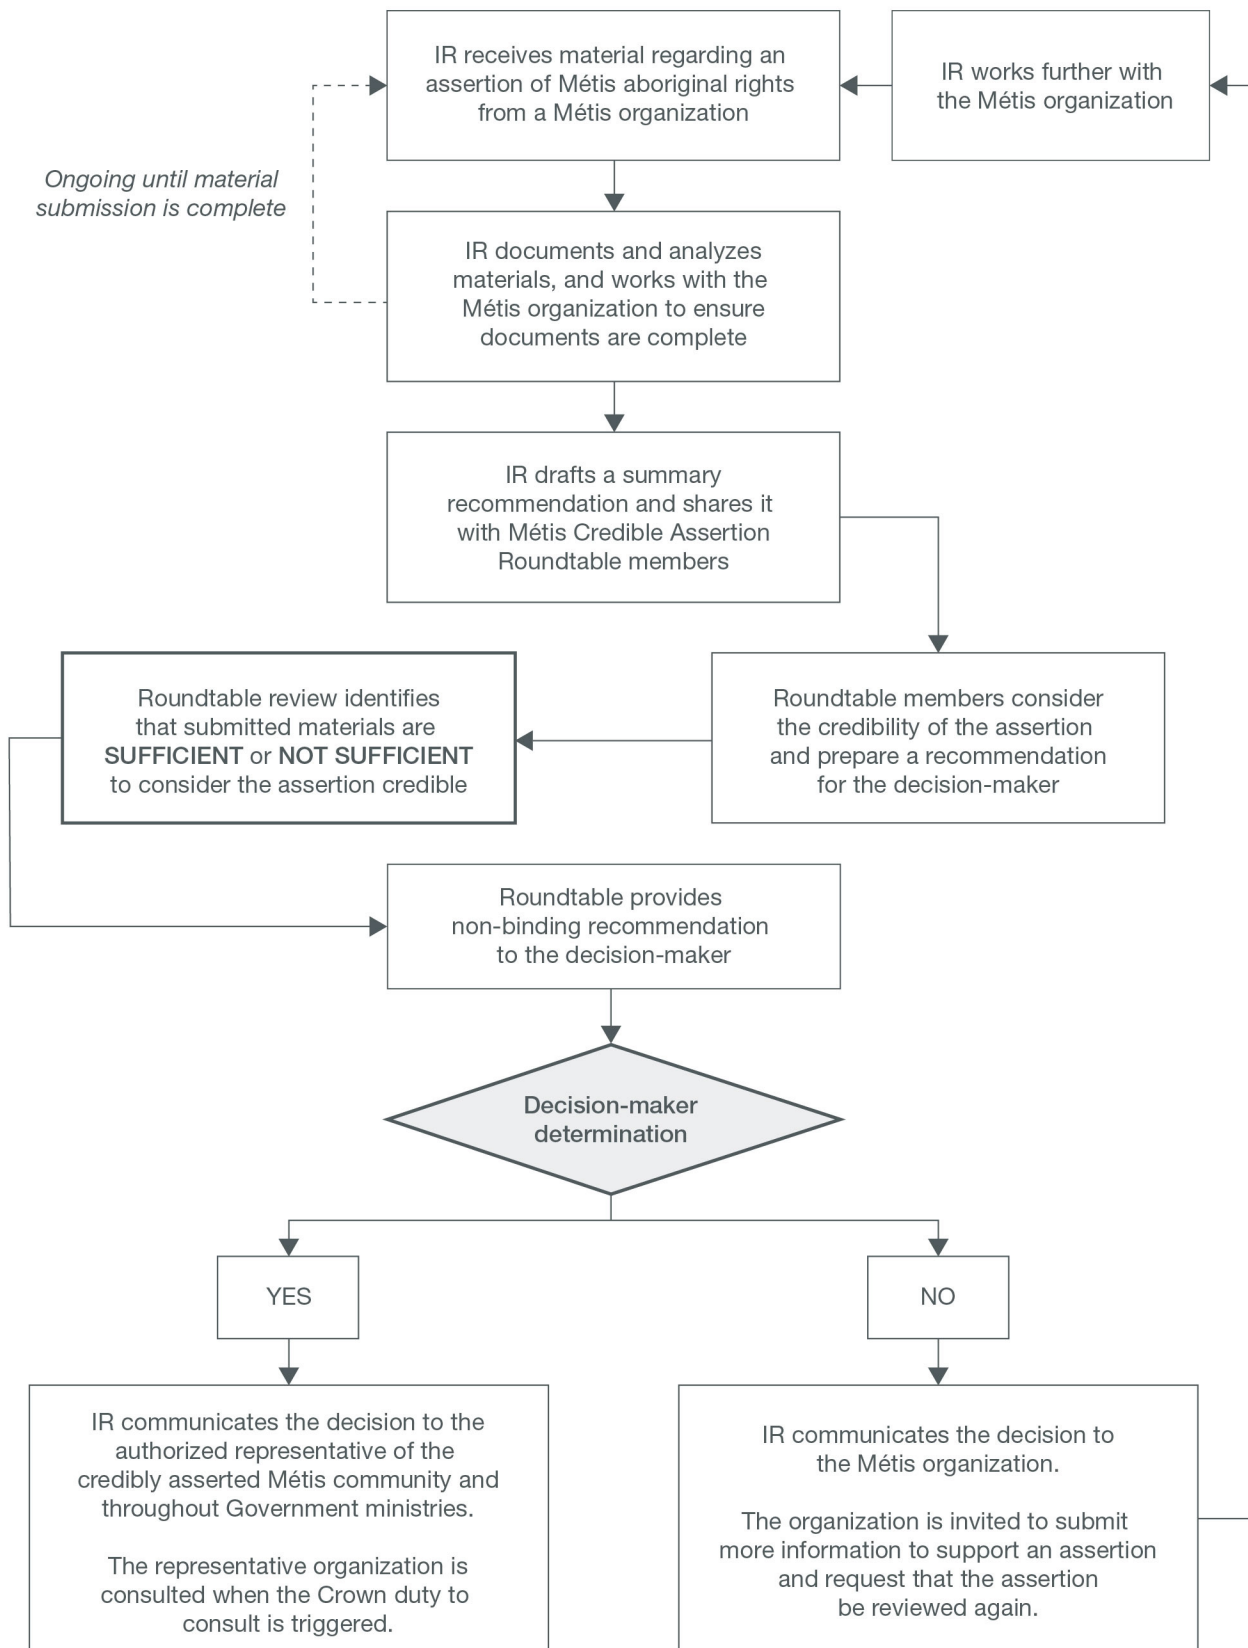 IR receives material regarding an
assertion of Métis aboriginal rights
from a Métis organization
IR works further with
the Métis organization
Ongoing until material
submission is complete
IR documents and analyzes
materials, and works with the
Métis organization to ensure
documents are complete
IR drafts a summary
recommendation and shares it
with Métis Credible Assertion
Roundtable members
Roundtable review identifies
that submitted materials are
SUFFICIENT or NOT SUFFICIENT
to consider the assertion credible
Roundtable members consider
the credibility of the assertion
and prepare a recommendation
for the decision-maker
Roundtable provides
non-binding recommendation
to the decision-maker
Decision-maker
determination
YES
NO
IR communicates the decision to the
authorized representative of the
credibly asserted Métis community and
throughout Government ministries.
The representative organization is
consulted when the Crown duty to
consult is triggered.
IR communicates the decision to
the Métis organization.
The organization is invited to submit
more information to support an assertion
and request that the assertion
be reviewed again.